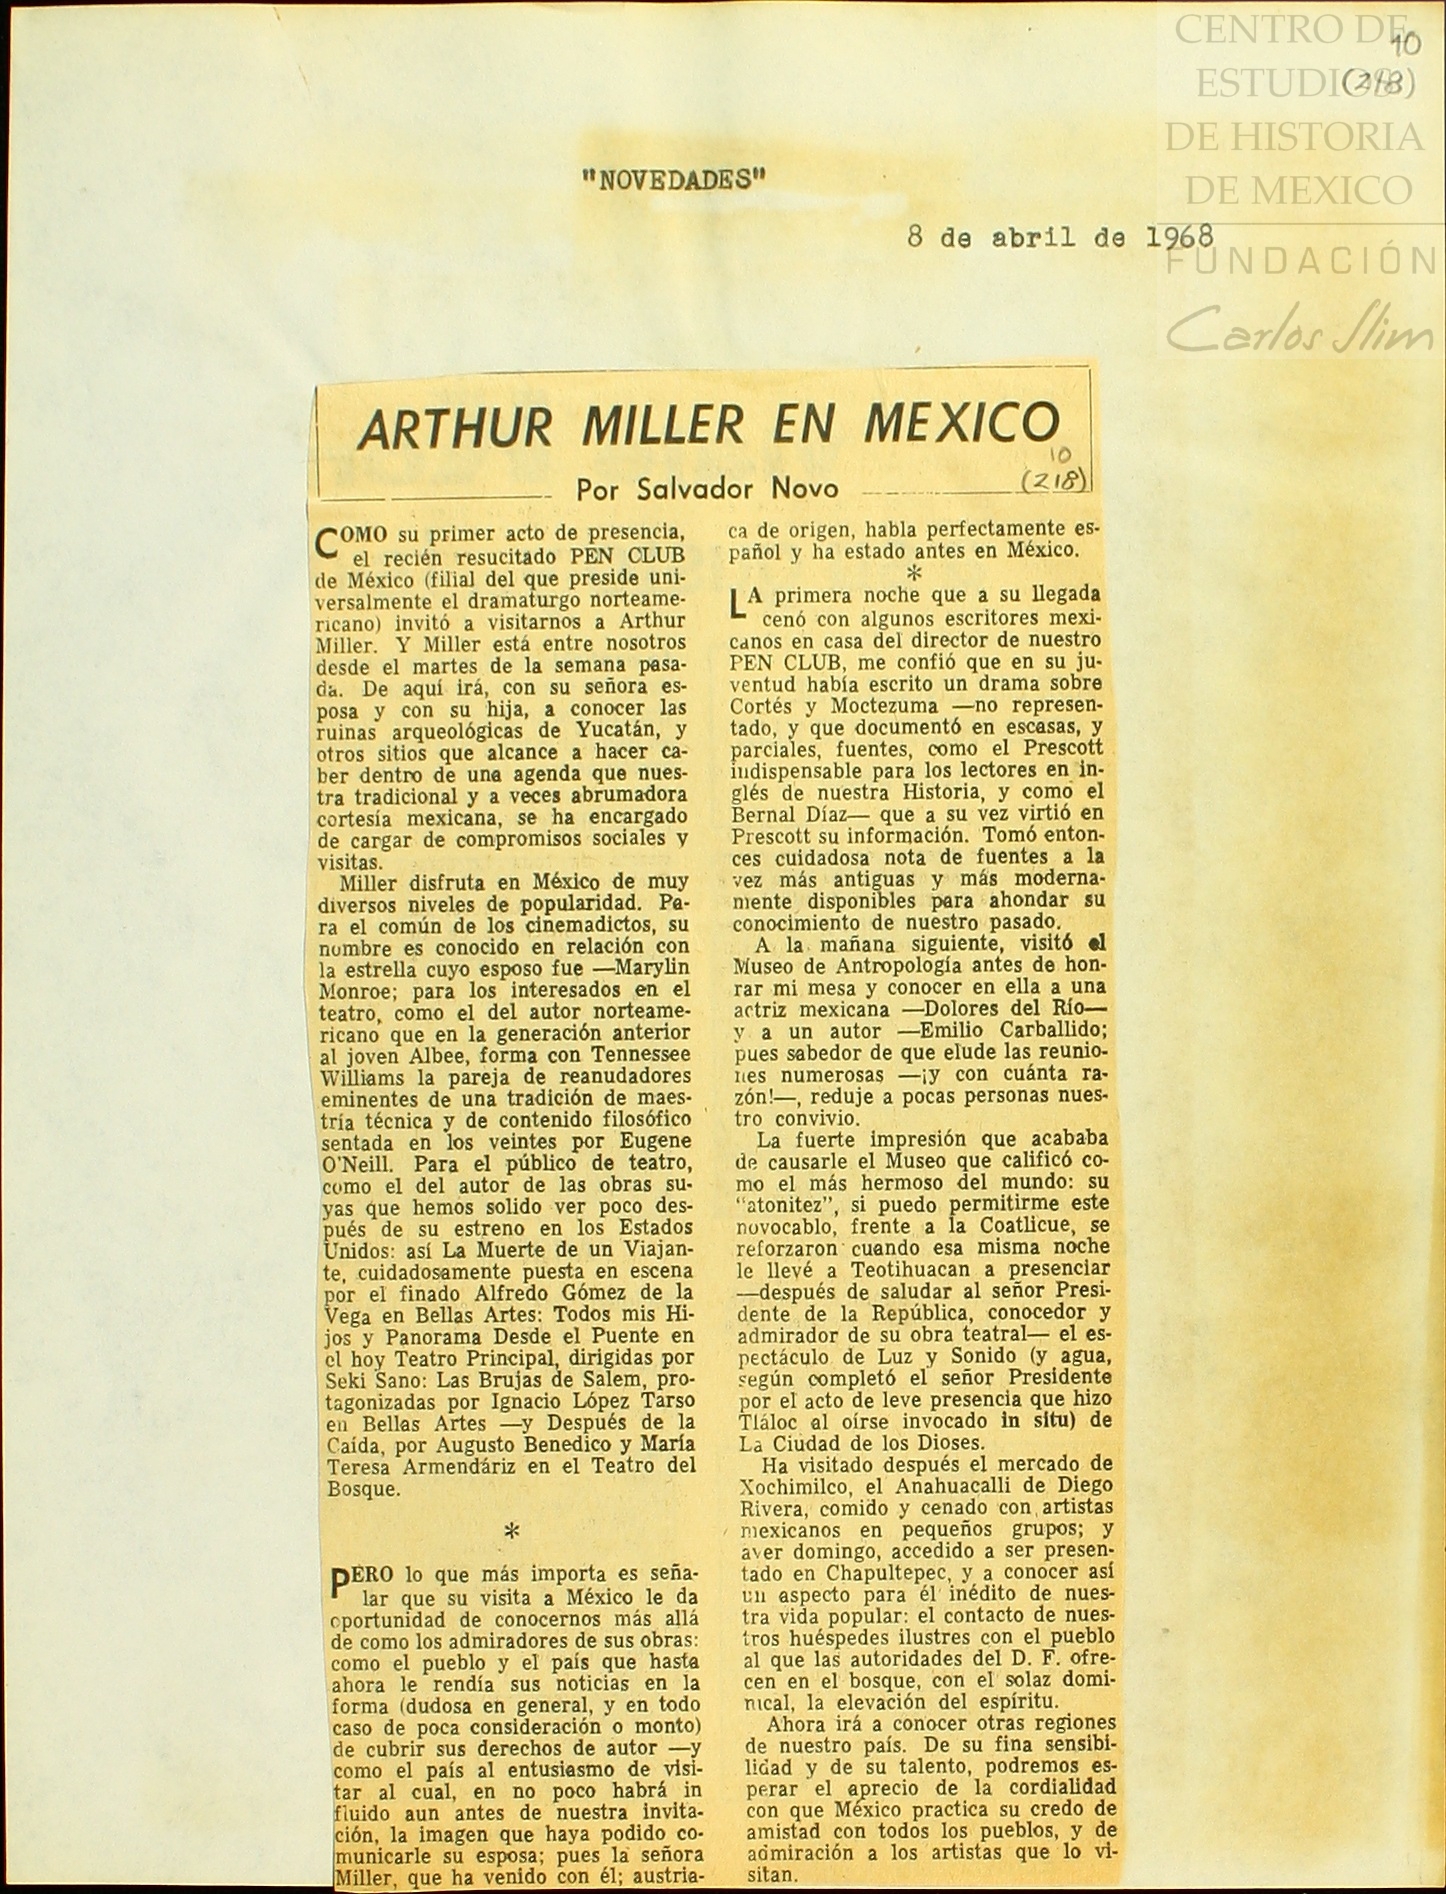 CENTRO DE
ESTUDIOS
DE HISTORIA
DE MEXICO
FUNDACIÓN
Carlos Slim
10
(218)
"NOVEDADES"
8 de abril de 1968
ARTHUR MILLER EN MEXICO
10
(218)
Por Salvador Novo
COMO su primer acto de presencia,
el recién resucitado PEN CLUB
de México (filial del que preside uni-
versalmente el dramaturgo norteame-
ricano) invitó a visitarnos a Arthur
Miller. Y Miller está entre nosotros
desde el martes de la semana pasa-
da. De aquí irá, con su señora es-
posa y con su hija, a conocer las
ruinas arqueológicas de Yucatán, y
otros sitios que alcance a hacer ca-
ber dentro de una agenda que nues-
tra tradicional y a veces abrumadora
cortesía mexicana, se ha encargado
de cargar de compromisos sociales y
visitas.
Miller disfruta en México de muy
diversos niveles de popularidad. Pa-
ra el común de los cinemadictos, su
nombre es conocido en relación con
la estrella cuyo esposo fue —Marylin
Monroe; para los interesados en el
teatro, como el del autor norteame-
ricano que en la generación anterior
al joven Albee, forma con Tennessee
Williams la pareja de reanudadores
eminentes de una tradición de maes-
tría técnica y de contenido filosófico
sentada en los veintes por Eugene
O'Neill. Para el público de teatro,
como el del autor de las obras su-
yas que hemos solido ver poco des-
pués de su estreno en los Estados
Unidos: así La Muerte de un Viajan-
te, cuidadosamente puesta en escena
por el finado Alfredo Gómez de la
Vega en Bellas Artes: Todos mis Hi-
jos y Panorama Desde el Puente en
el hoy Teatro Principal, dirigidas por
Seki Sano: Las Brujas de Salem, pro-
tagonizadas por Ignacio López Tarso
en Bellas Artes —y Después de la
Caída, por Augusto Benedico y María
Teresa Armendáriz en el Teatro del
Bosque.
*
PERO lo que más importa es seña-
lar que su visita a México le da
oportunidad de conocernos más allá
de como los admiradores de sus obras:
como el pueblo y el país que hasta
ahora le rendía sus noticias en la
forma (dudosa en general, y en todo
caso de poca consideración o monto)
de cubrir sus derechos de autor —y
como el país al entusiasmo de visi-
tar al cual, en no poco habrá in
fluido aun antes de nuestra invita-
ción, la imagen que haya podido co-
municarle su esposa; pues la señora
Miller, que ha venido con él; austria-
ca de origen, habla perfectamente es-
pañol y ha estado antes en México.
*
LA primera noche que a su llegada
cenó con algunos escritores mexi-
canos en casa del director de nuestro
PEN CLUB, me confió que en su ju-
ventud había escrito un drama sobre
Cortés y Moctezuma —no represen-
tado, y que documentó en escasas, y
parciales, fuentes, como el Prescott
indispensable para los lectores en in-
glés de nuestra Historia, y como el
Bernal Díaz— que a su vez virtió en
Prescott su información. Tomó enton-
ces cuidadosa nota de fuentes a la
vez más antiguas y más moderna-
mente disponibles para ahondar su
conocimiento de nuestro pasado.
A la mañana siguiente, visitó el
Museo de Antropología antes de hon-
rar mi mesa y conocer en ella a una
actriz mexicana —Dolores del Río—
y a un autor —Emilio Carballido;
pues sabedor de que elude las reunio-
nes numerosas —¡y con cuánta ra-
zón!—, reduje a pocas personas nues-
tro convivio.
La fuerte impresión que acababa
de causarle el Museo que calificó co-
mo el más hermoso del mundo: su
"atonitez", si puedo permitirme este
novocablo, frente a la Coatlicue, se
reforzaron cuando esa misma noche
le llevé a Teotihuacan a presenciar
—después de saludar al señor Presi-
dente de la República, conocedor y
admirador de su obra teatral— el es-
pectáculo de Luz y Sonido (y agua,
según completó el señor Presidente
por el acto de leve presencia que hizo
Tláloc al oírse invocado in situ) de
La Ciudad de los Dioses.
Ha visitado después el mercado de
Xochimilco, el Anahuacalli de Diego
Rivera, comido y cenado con artistas
mexicanos en pequeños grupos; y
ayer domingo, accedido a ser presen-
tado en Chapultepec, y a conocer así
un aspecto para él inédito de nues-
tra vida popular: el contacto de nues-
tros huéspedes ilustres con el pueblo
al que las autoridades del D. F. ofre-
cen en el bosque, con el solaz domi-
nical, la elevación del espíritu.
Ahora irá a conocer otras regiones
de nuestro país. De su fina sensibi-
lidad y de su talento, podremos es-
perar el aprecio de la cordialidad
con que México practica su credo de
amistad con todos los pueblos, y de
admiración a los artistas que lo vi-
sitan.